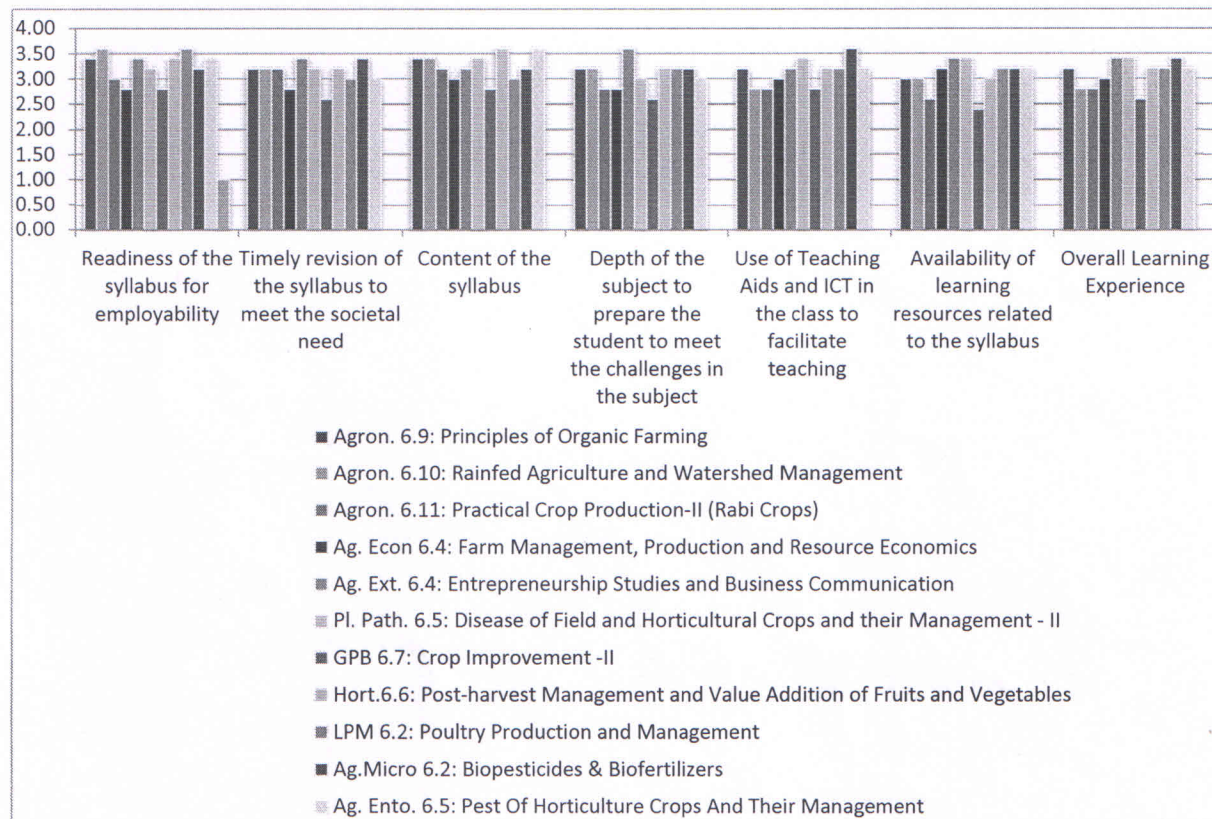 4.00
3.50
3.00
2.50
2.00
1.50
1.00
0.50
0.00
Readiness of the
syllabus for
employability
Timely revision of
the syllabus to
meet the societal
need
Content of the
syllabus
Depth of the
subject to
prepare the
student to meet
the challenges in
the subject
Use of Teaching
Aids and ICT in
the class to
facilitate
teaching
Availability of
learning
resources related
to the syllabus
Overall Learning
Experience
Agron. 6.9: Principles of Organic Farming
Agron. 6.10: Rainfed Agriculture and Watershed Management
Agron. 6.11: Practical Crop Production-II (Rabi Crops)
Ag. Econ 6.4: Farm Management, Production and Resource Economics
Ag. Ext. 6.4: Entrepreneurship Studies and Business Communication
Pl. Path. 6.5: Disease of Field and Horticultural Crops and their Management - II
GPB 6.7: Crop Improvement -II
Hort.6.6: Post-harvest Management and Value Addition of Fruits and Vegetables
LPM 6.2: Poultry Production and Management
Ag.Micro 6.2: Biopesticides & Biofertilizers
Ag. Ento. 6.5: Pest Of Horticulture Crops And Their Management